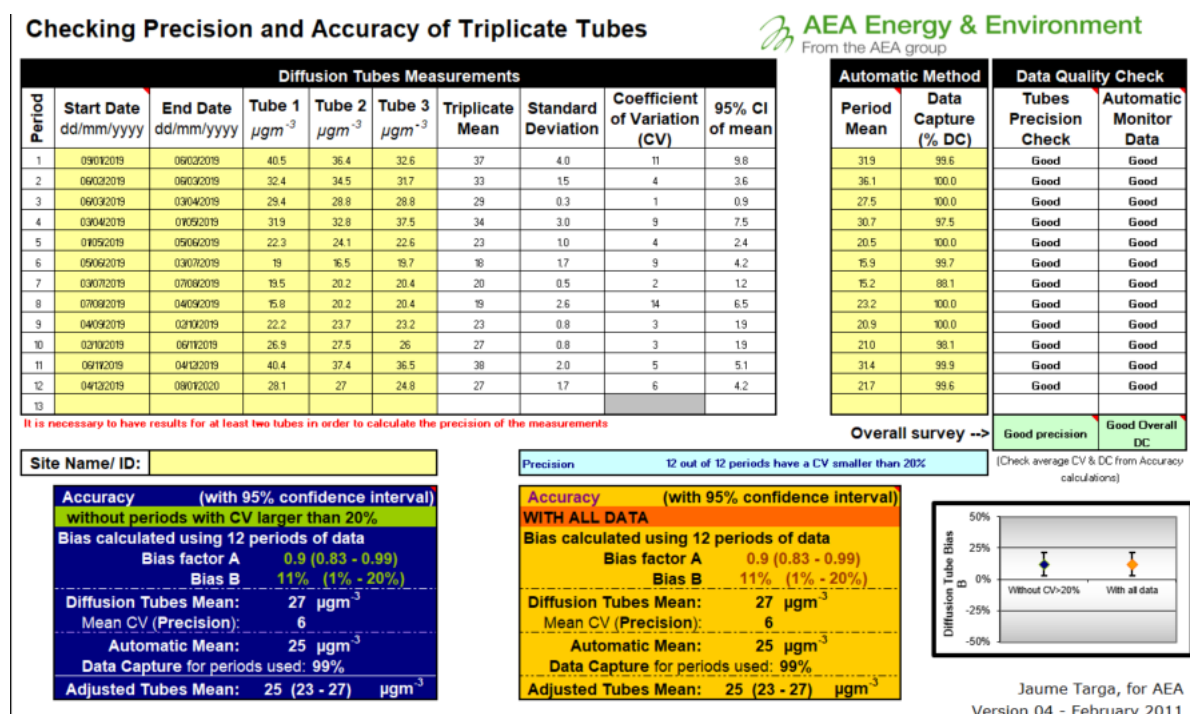 Checking Precision and Accuracy of Triplicate Tubes
AEA Energy & Environment
From the AEA group
Diffusion Tubes Measurements
Automatic Method
Data Quality Check
Period
Start Date dd/mm/yyyy
End Date dd/mm/yyyy
Tube 1 µgm-3
Tube 2 µgm-3
Tube 3 µgm-3
Triplicate Mean
Standard Deviation
Coefficient of Variation (CV)
95% CI of mean
Period Mean
Data Capture (% DC)
Tubes Precision Check
Automatic Monitor Data
1 09/01/2019 06/02/2019 40.5 36.4 32.6 37 4.0 11 9.8 31.9 99.6 Good Good
2 06/02/2019 06/03/2019 32.4 34.5 31.7 33 1.5 4 3.6 36.1 100.0 Good Good
3 06/03/2019 03/04/2019 29.4 28.8 28.8 29 0.3 1 0.9 27.5 100.0 Good Good
4 03/04/2019 01/05/2019 31.9 32.8 37.5 34 3.0 9 7.5 30.7 97.5 Good Good
5 01/05/2019 05/06/2019 22.3 24.1 22.6 23 1.0 4 2.4 20.5 100.0 Good Good
6 05/06/2019 03/07/2019 19 16.5 19.7 18 1.7 9 4.2 15.9 99.7 Good Good
7 03/07/2019 07/08/2019 19.5 20.2 20.4 20 0.5 2 1.2 15.2 88.1 Good Good
8 07/08/2019 04/09/2019 15.8 20.2 20.4 19 2.6 14 6.5 23.2 100.0 Good Good
9 04/09/2019 02/10/2019 22.2 23.7 23.2 23 0.8 3 1.9 20.9 100.0 Good Good
10 02/10/2019 06/11/2019 26.9 27.5 26 27 0.8 3 1.9 21.0 98.1 Good Good
11 06/11/2019 04/12/2019 40.4 37.4 36.5 38 2.0 5 5.1 31.4 99.9 Good Good
12 04/12/2019 08/01/2020 28.1 27 24.8 27 1.7 6 4.2 21.7 99.6 Good Good
13
It is necessary to have results for at least two tubes in order to calculate the precision of the measurements
Overall survey --> Good precision Good Overall DC
(Check average CV & DC from Accuracy calculations)
Site Name/ ID:
Precision 12 out of 12 periods have a CV smaller than 20%
Accuracy (with 95% confidence interval)
without periods with CV larger than 20%
Bias calculated using 12 periods of data
Bias factor A 0.9 (0.83 - 0.99)
Bias B 11% (1% - 20%)
Diffusion Tubes Mean: 27 µgm-3
Mean CV (Precision): 6
Automatic Mean: 25 µgm-3
Data Capture for periods used: 99%
Adjusted Tubes Mean: 25 (23 - 27) µgm-3
Accuracy (with 95% confidence interval)
WITH ALL DATA
Bias calculated using 12 periods of data
Bias factor A 0.9 (0.83 - 0.99)
Bias B 11% (1% - 20%)
Diffusion Tubes Mean: 27 µgm-3
Mean CV (Precision): 6
Automatic Mean: 25 µgm-3
Data Capture for periods used: 99%
Adjusted Tubes Mean: 25 (23 - 27) µgm-3
Diffusion Tube Bias B
50%
25%
0%
-25%
-50%
Without CV>20%
With all data
Jaume Targa, for AEA
Version 04 - February 2011